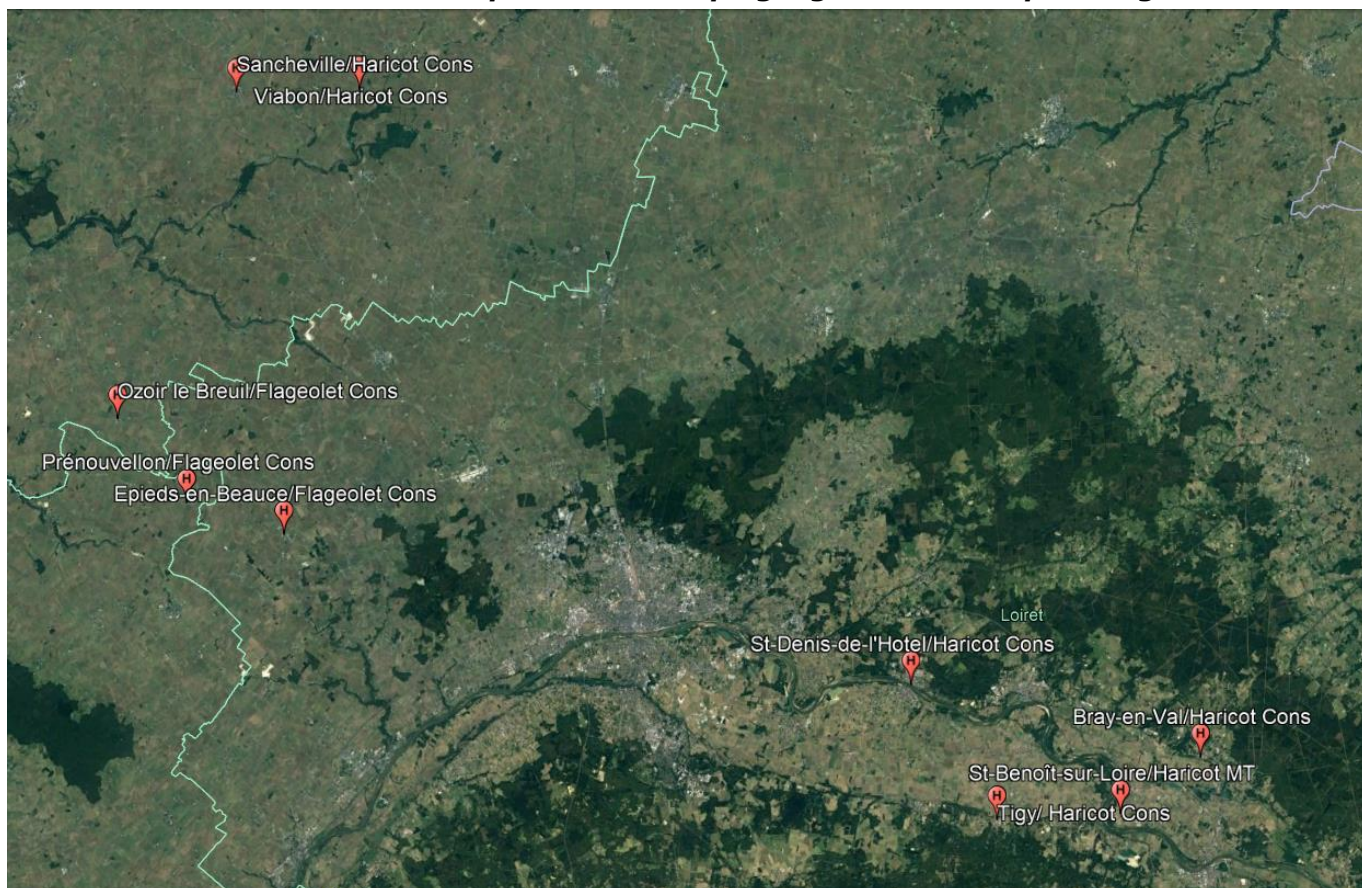 Sancheville/Haricot Cons
Viabon/Haricot Cons
Ozoir le Breuil/Flageolet Cons
Prénouvellon/Flageolet Cons
Epieds-en-Beauce/Flageolet Cons
Loiret
St-Denis-de-l'Hotel/Haricot Cons
Bray-en-Val/Haricot Cons
St-Benoît-sur-Loire/Haricot MT
Tigy/ Haricot Cons